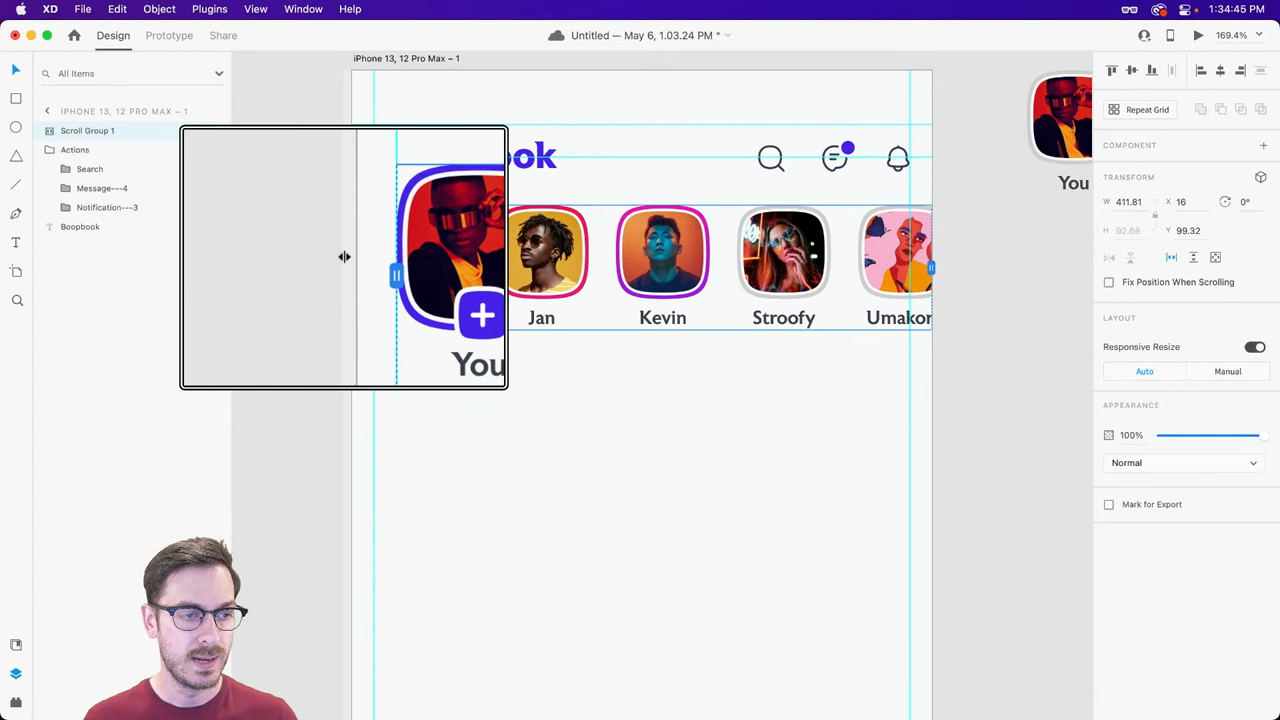 XD File Edit Object Plugins View Window Help 1:34:45 PM
Design Prototype Share Untitled — May 6, 1.03.24 PM * 169.4%
All Items
iPhone 13, 12 Pro Max – 1
IPHONE 13, 12 PRO MAX – 1
Scroll Group 1
Actions
Search
Message---4
Notification---3
Boopbook
ook
You
Jan
Kevin
Stroofy
Umakor
You
Repeat Grid
COMPONENT
TRANSFORM
W 411.81 X 16 0°
H 92.68 Y 99.32
Fix Position When Scrolling
LAYOUT
Responsive Resize
Auto Manual
APPEARANCE
100%
Normal
Mark for Export